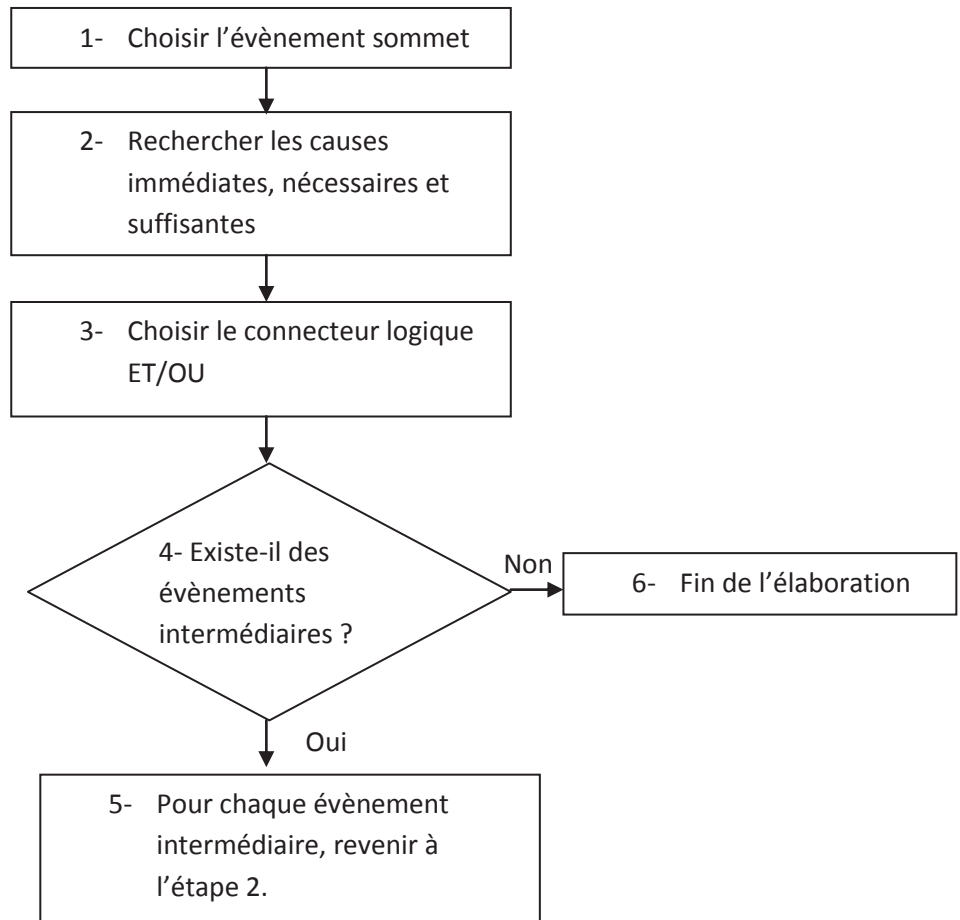 1- Choisir l’évènement sommet
2- Rechercher les causes
immédiates, nécessaires et
suffisantes
3- Choisir le connecteur logique
ET/OU
4- Existe-il des
évènements
intermédiaires ?
Non
6- Fin de l’élaboration
Oui
5- Pour chaque évènement
intermédiaire, revenir à
l’étape 2.